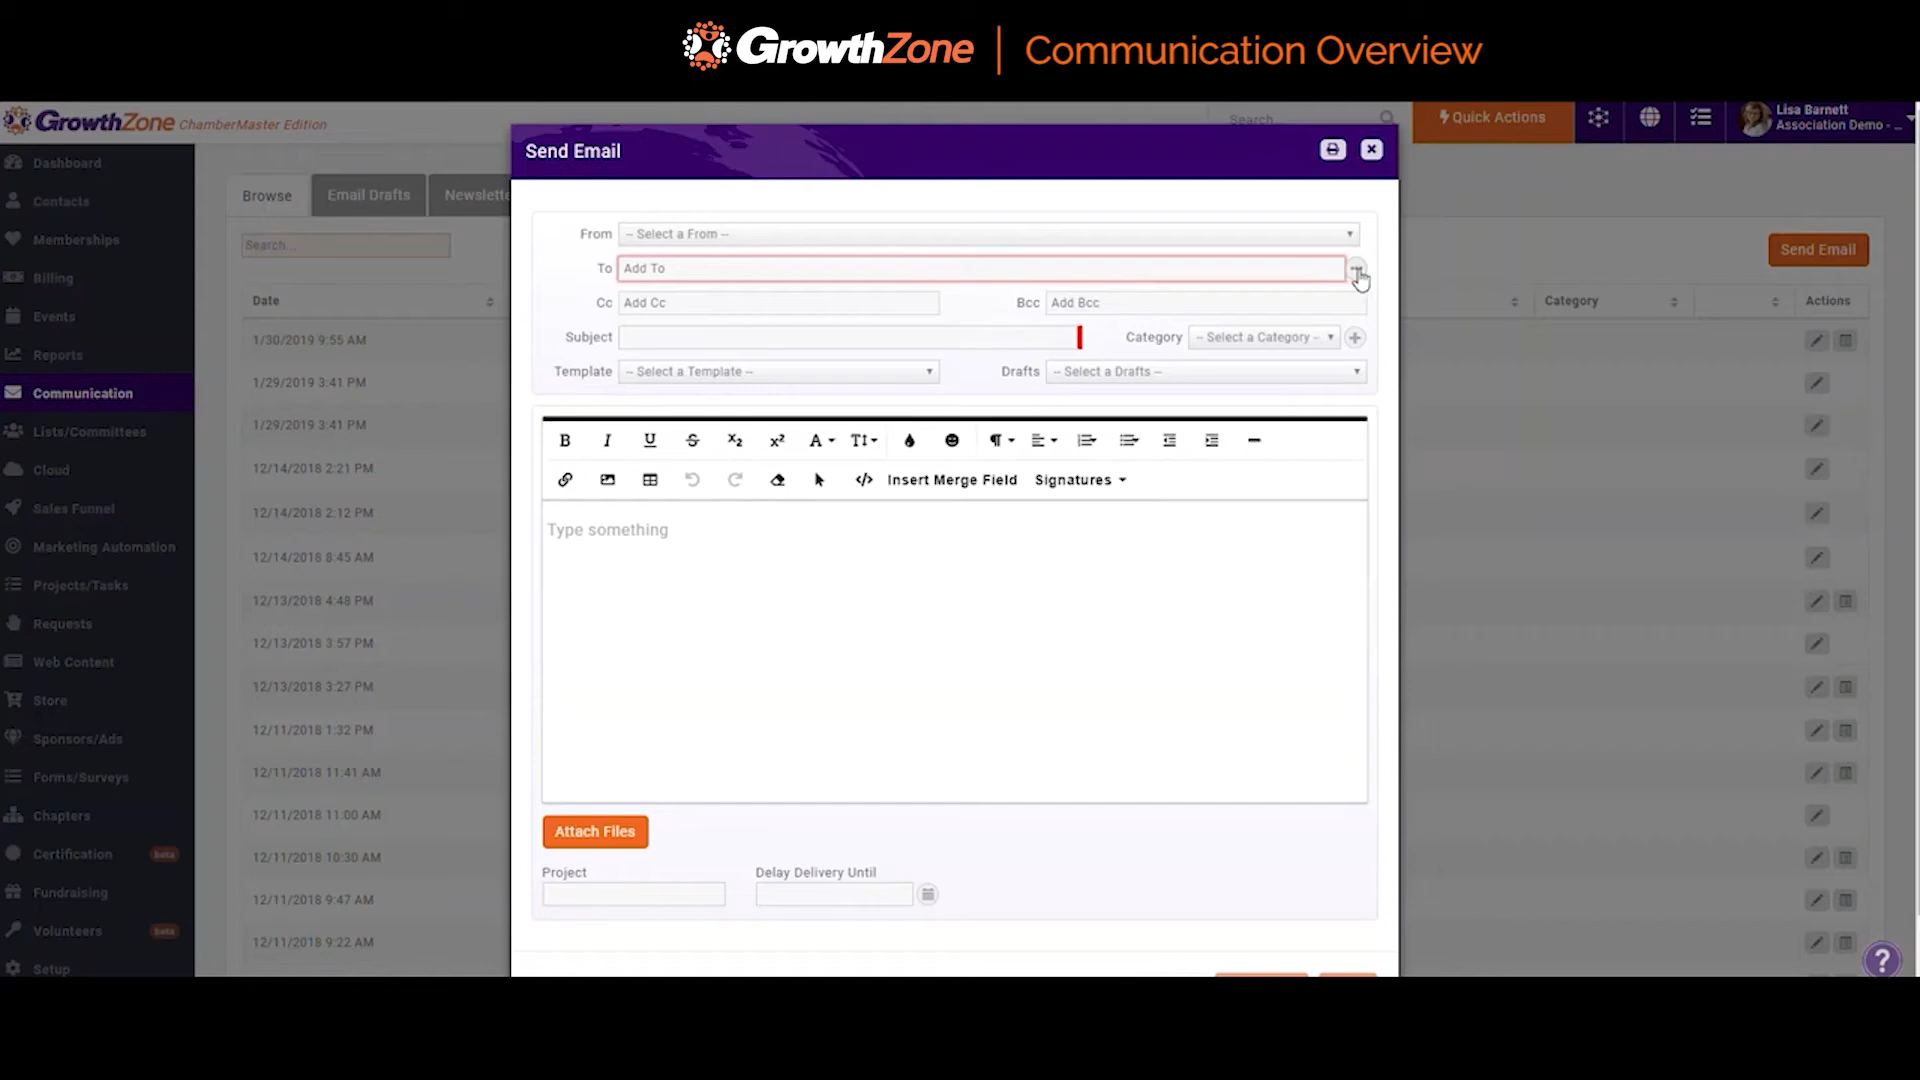 GrowthZone | Communication Overview
GrowthZone ChamberMaster Edition
Search
Quick Actions
Lisa Barnett
Association Demo - ...
Dashboard
Contacts
Memberships
Billing
Events
Reports
Communication
Lists/Committees
Cloud
Sales Funnel
Marketing Automation
Projects/Tasks
Requests
Web Content
Store
Sponsors/Ads
Forms/Surveys
Chapters
Certification beta
Fundraising
Volunteers beta
Setup
Browse
Email Drafts
Search...
Send Email
Date
Category
Actions
1/30/2019 9:55 AM
1/29/2019 3:41 PM
1/29/2019 3:41 PM
12/14/2018 2:21 PM
12/14/2018 2:12 PM
12/14/2018 8:45 AM
12/13/2018 4:48 PM
12/13/2018 3:57 PM
12/13/2018 3:27 PM
12/11/2018 1:32 PM
12/11/2018 11:41 AM
12/11/2018 11:00 AM
12/11/2018 10:30 AM
12/11/2018 9:47 AM
12/11/2018 9:22 AM
Send Email
From -- Select a From --
To Add To
Cc Add Cc Bcc Add Bcc
Subject Category -- Select a Category --
Template -- Select a Template -- Drafts -- Select a Drafts --
Insert Merge Field Signatures
Type something
Attach Files
Project Delay Delivery Until
?